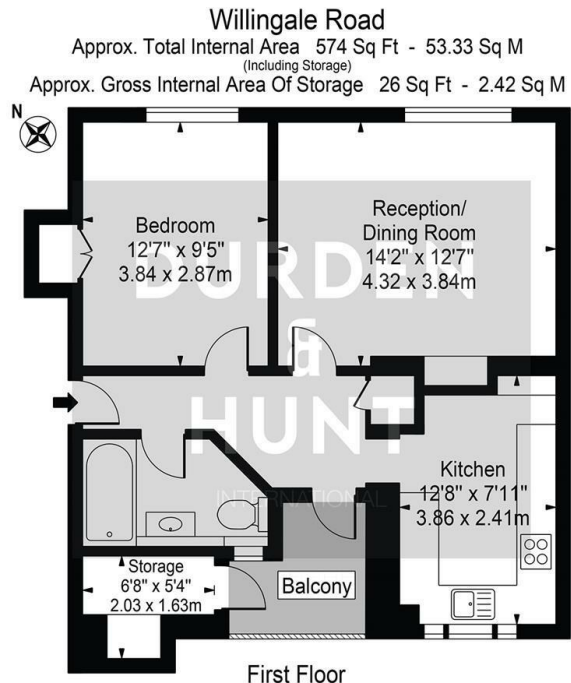 Willingale Road
Approx. Total Internal Area 574 Sq Ft - 53.33 Sq M
(Including Storage)
Approx. Gross Internal Area Of Storage 26 Sq Ft - 2.42 Sq M
N
Bedroom
12'7" x 9'5"
3.84 x 2.87m
Reception/
Dining Room
14'2" x 12'7"
4.32 x 3.84m
DURDEN
&
HUNT
INTERNATIONAL
Kitchen
12'8" x 7'11"
3.86 x 2.41m
Storage
6'8" x 5'4"
2.03 x 1.63m
Balcony
First Floor